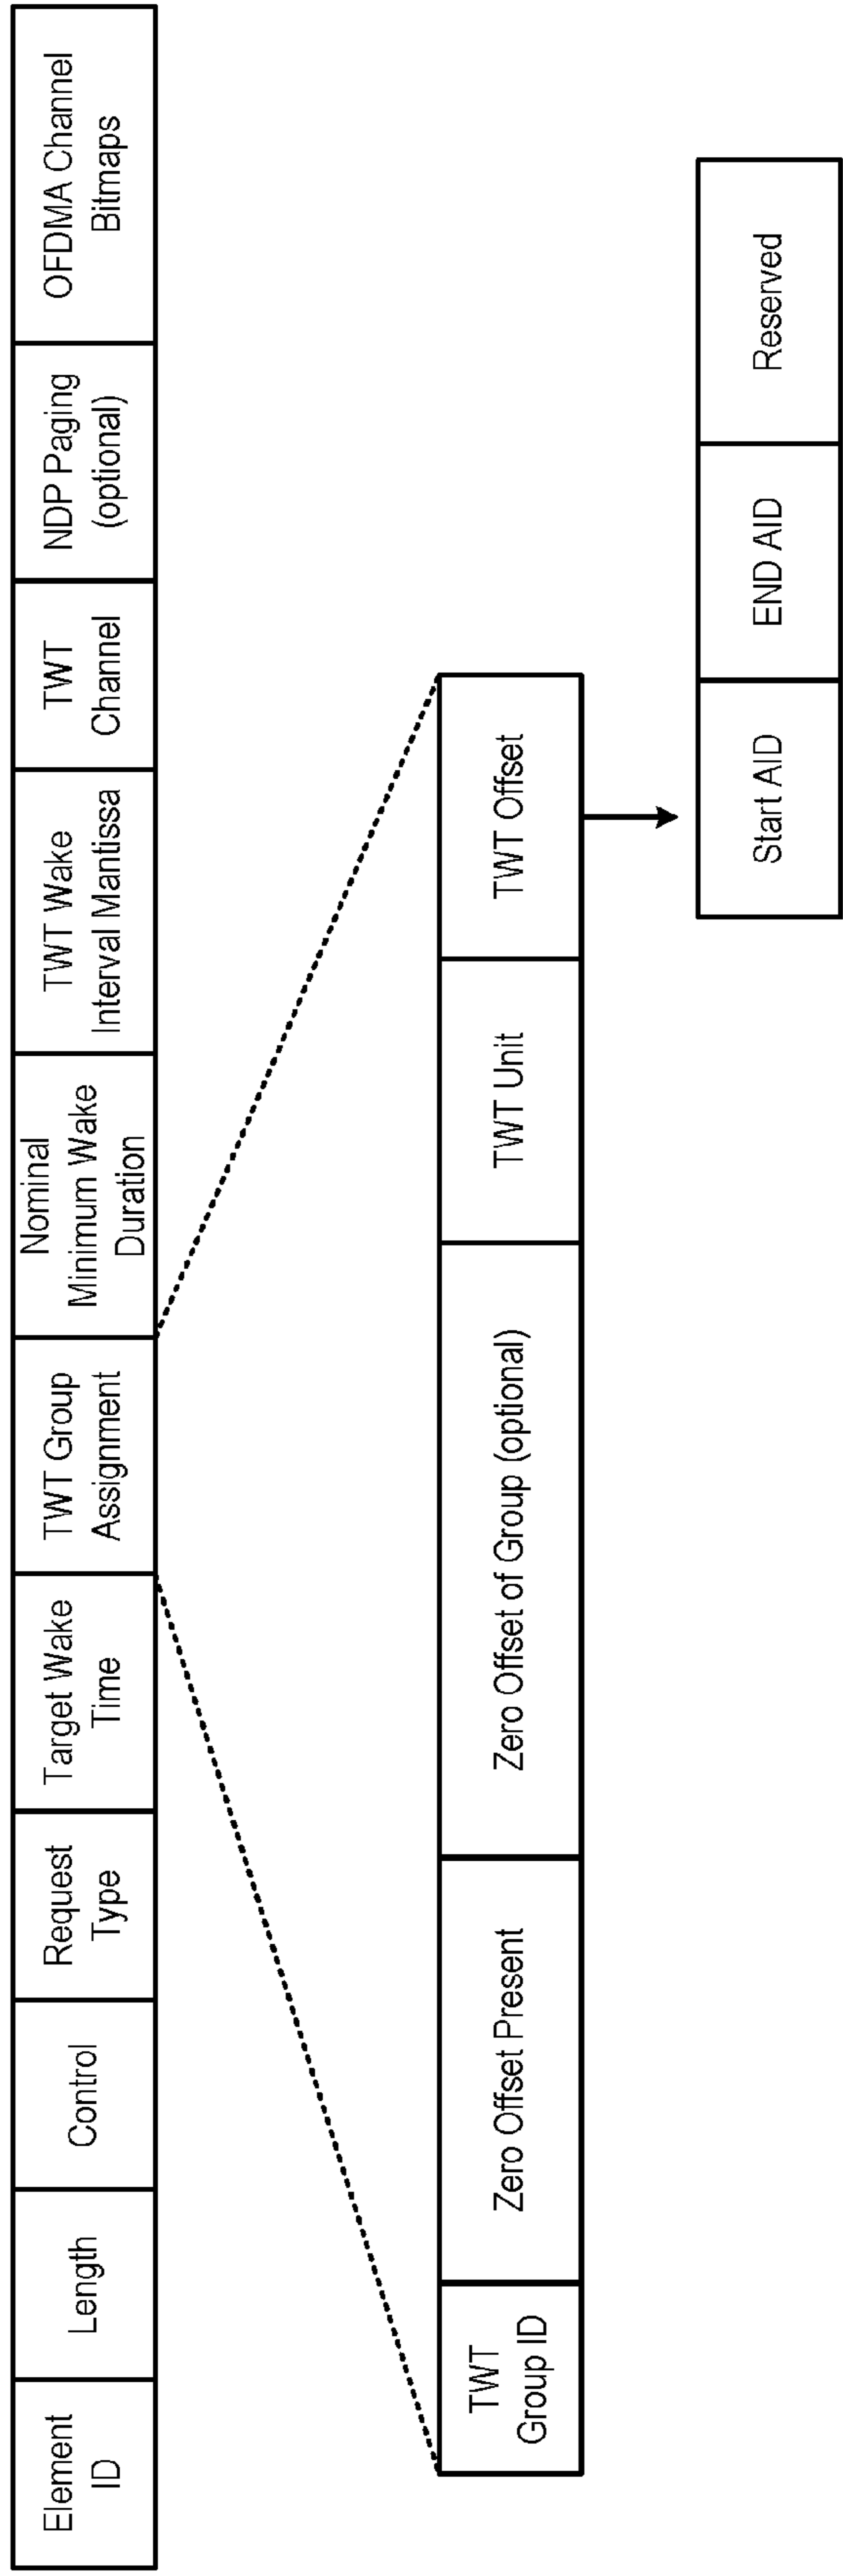 Element
ID
Length
Control
Request
Type
Target Wake
Time
TWT Group
Assignment
Nominal
Minimum Wake
Duration
TWT Wake
Interval Mantissa
TWT
Channel
NDP Paging
(optional)
OFDMA Channel
Bitmaps
TWT
Group ID
Zero Offset Present
Zero Offset of Group (optional)
TWT Unit
TWT Offset
Start AID
END AID
Reserved